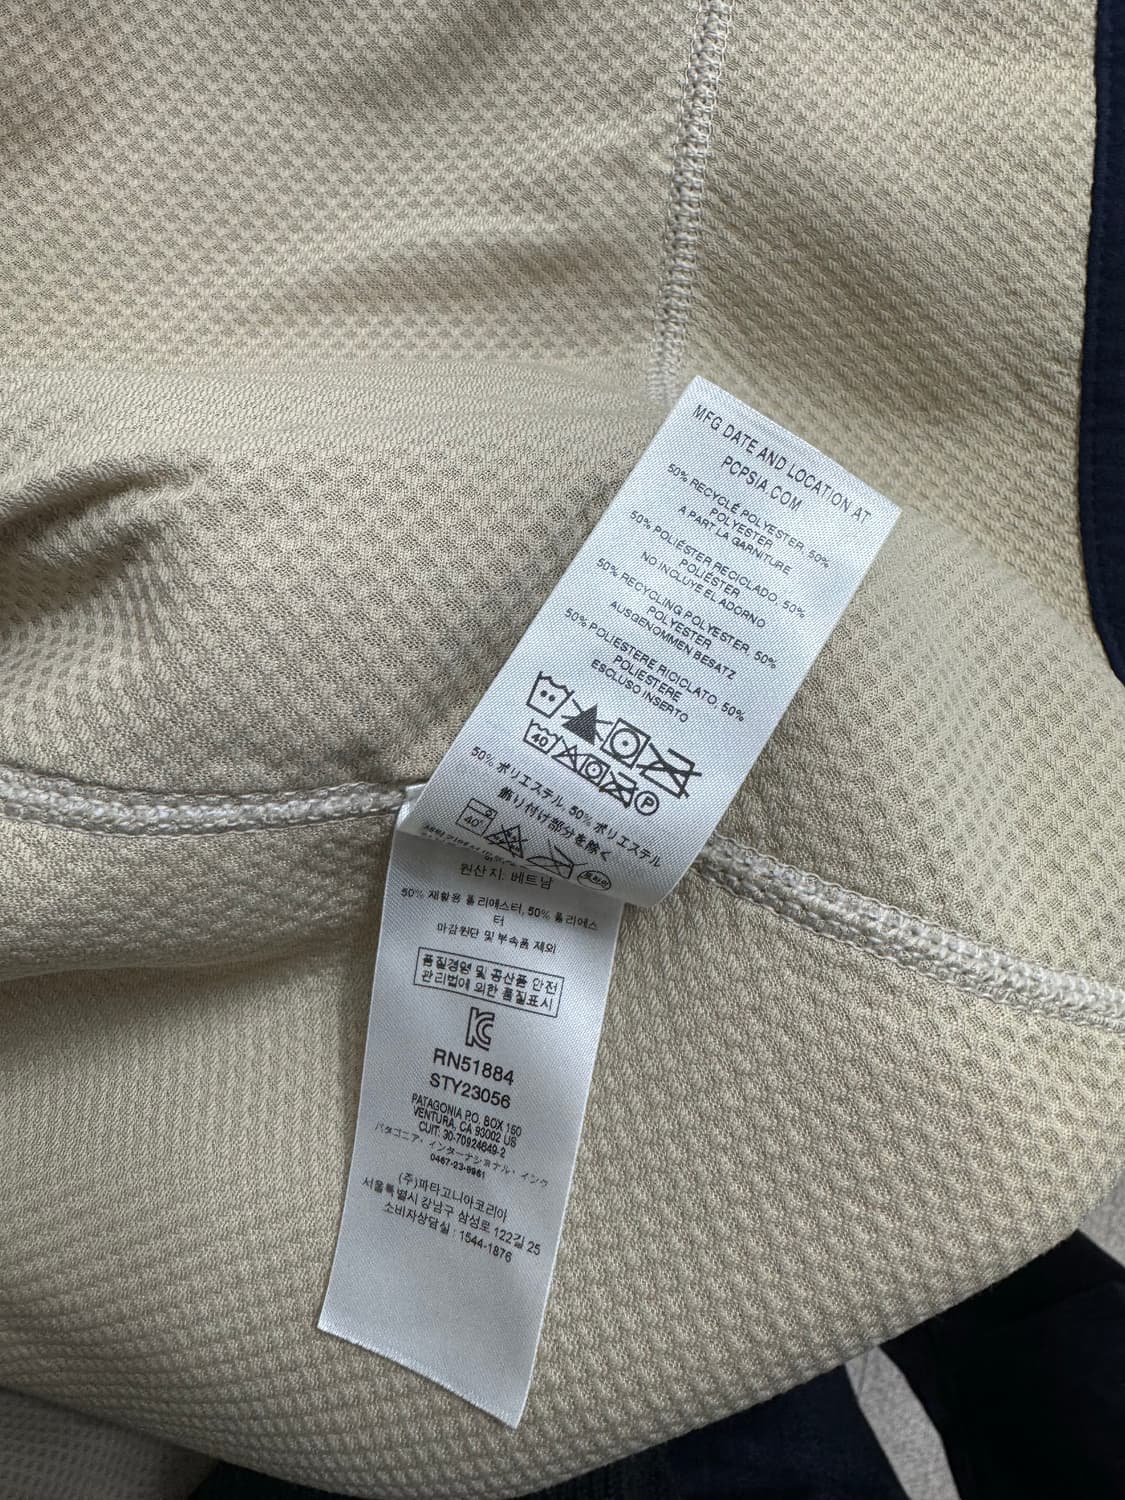 MFG DATE AND LOCATION AT
PCPSIA.COM
50% RECYCLÉ POLYESTER, 50%
POLYESTER
A PART LA GARNITURE
50% POLIÉSTER RECICLADO, 50%
POLIÉSTER
NO INCLUYE EL ADORNO
50% RECYCLING POLYESTER, 50%
POLYESTER
AUSGENOMMEN BESATZ
50% POLIESTERE RICICLATO, 50%
POLIESTERE
ESCLUSO INSERTO
40
P
50% ポリエステル, 50% ポリエステル
飾り付け部分を除く
40°
원산지: 베트남
50% 재활용 폴리에스터, 50% 폴리에스
터
마감원단 및 부속품 제외
품질경영 및 공산품 안전
관리법에 의한 품질표시
KC
RN51884
STY23056
PATAGONIA P.O. BOX 150
VENTURA, CA 93002 US
CUIT: 30-70924649-2
パタゴニア・インターナショナル・インク
0467-23-8961
(주)파타고니아코리아
서울특별시 강남구 삼성로 122길 25
소비자상담실 : 1544-1876